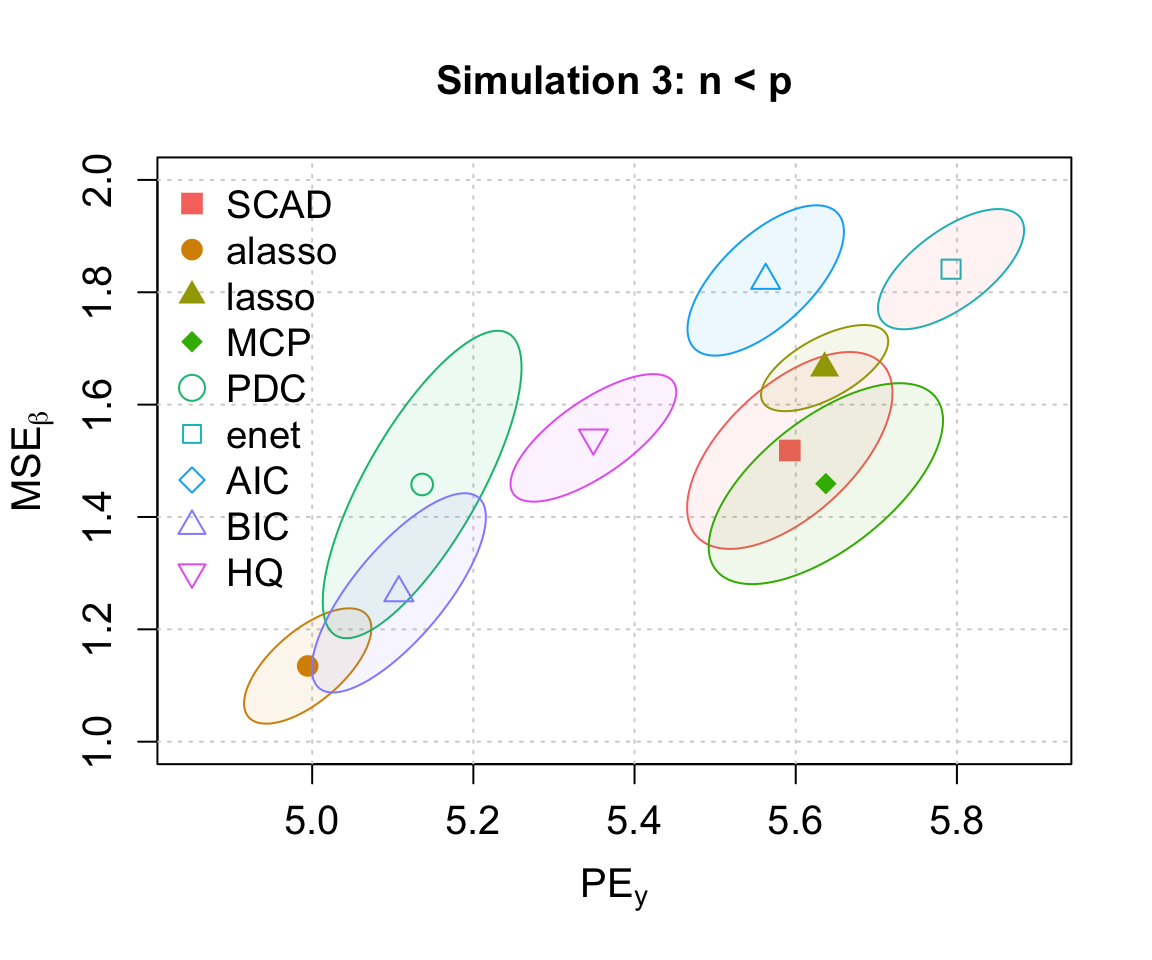 Simulation 3: n < p
2.0
1.8
1.6
1.4
1.2
1.0
MSEβ
SCAD
alasso
lasso
MCP
PDC
enet
AIC
BIC
HQ
5.0 5.2 5.4 5.6 5.8
PEy